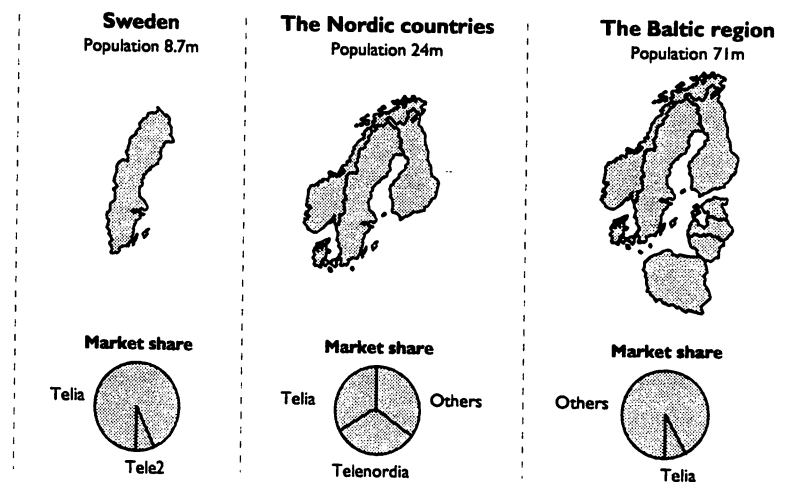 Sweden
Population 8.7m
Market share
Telia
Tele2
The Nordic countries
Population 24m
Market share
Telia
Others
Telenordia
The Baltic region
Population 71m
Market share
Others
Telia